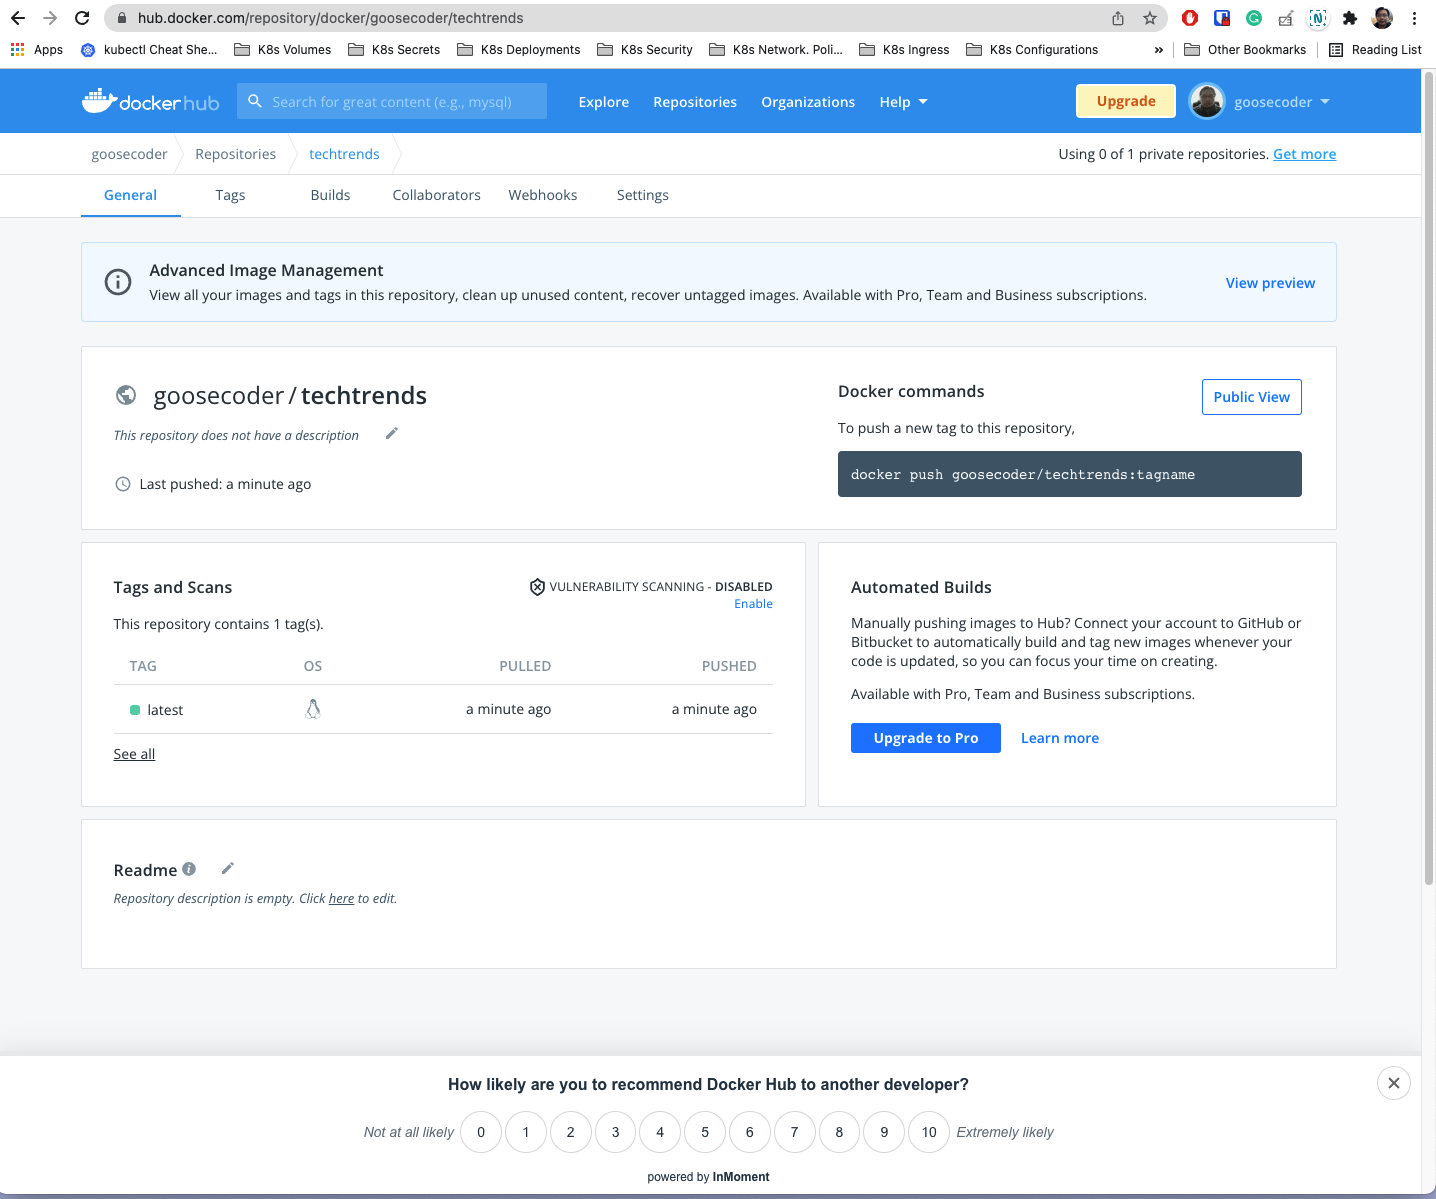 hub.docker.com/repository/docker/goosecoder/techtrends
Apps kubectl Cheat She... K8s Volumes K8s Secrets K8s Deployments K8s Security K8s Network. Poli... K8s Ingress K8s Configurations » Other Bookmarks Reading List
dockerhub Search for great content (e.g., mysql) Explore Repositories Organizations Help Upgrade goosecoder
goosecoder Repositories techtrends Using 0 of 1 private repositories. Get more
General Tags Builds Collaborators Webhooks Settings
Advanced Image Management
View all your images and tags in this repository, clean up unused content, recover untagged images. Available with Pro, Team and Business subscriptions.
View preview
goosecoder / techtrends
This repository does not have a description
Last pushed: a minute ago
Docker commands
Public View
To push a new tag to this repository,
docker push goosecoder/techtrends:tagname
Tags and Scans
VULNERABILITY SCANNING - DISABLED
Enable
This repository contains 1 tag(s).
TAG OS PULLED PUSHED
latest a minute ago a minute ago
See all
Automated Builds
Manually pushing images to Hub? Connect your account to GitHub or
Bitbucket to automatically build and tag new images whenever your
code is updated, so you can focus your time on creating.
Available with Pro, Team and Business subscriptions.
Upgrade to Pro Learn more
Readme
Repository description is empty. Click here to edit.
How likely are you to recommend Docker Hub to another developer?
Not at all likely 0 1 2 3 4 5 6 7 8 9 10 Extremely likely
powered by InMoment